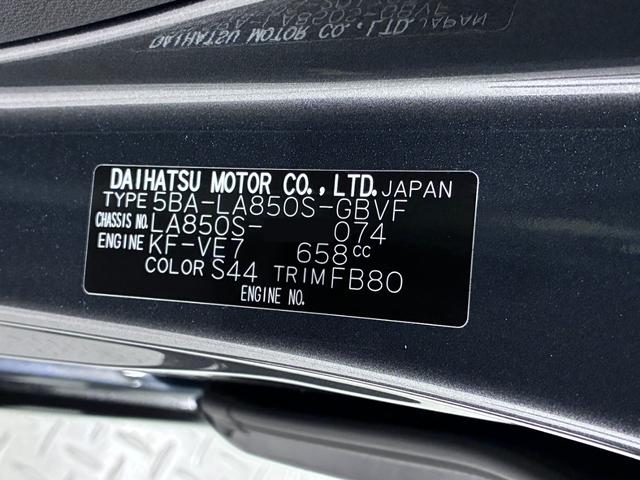 DAIHATSU MOTOR CO., LTD. JAPAN
TYPE 5BA-LA850S-GBVF
CHASSIS NO. LA850S- 074
ENGINE KF-VE7 658cc
COLOR S44 TRIM FB80
ENGINE NO.